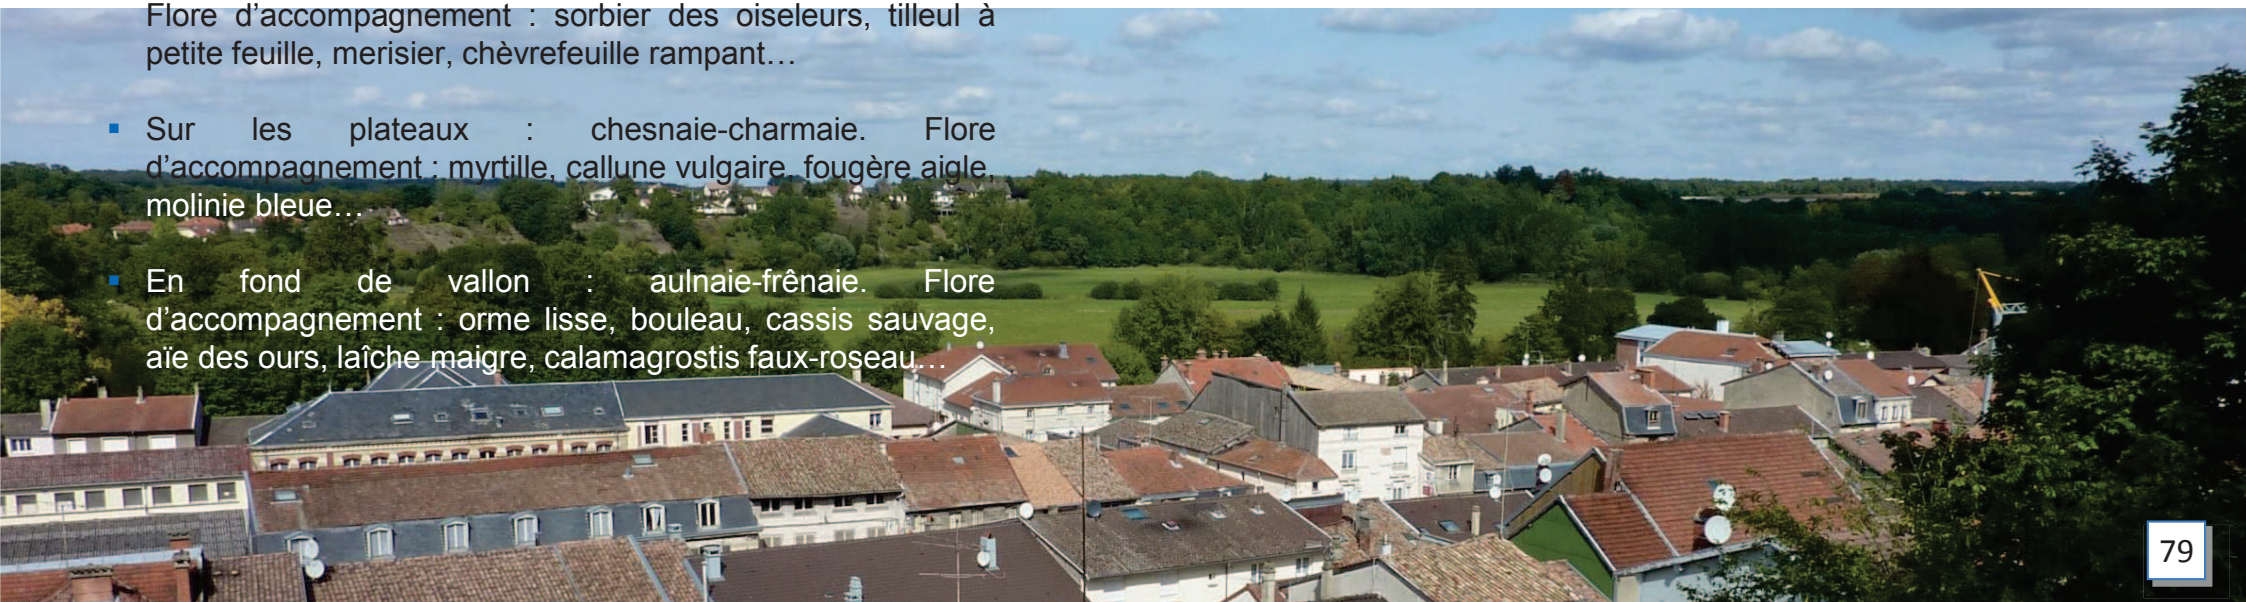 Flore d’accompagnement : sorbier des oiseleurs, tilleul à
petite feuille, merisier, chèvrefeuille rampant…
▪ Sur les plateaux : chesnaie-charmaie. Flore
d’accompagnement : myrtille, callune vulgaire, fougère aigle,
molinie bleue…
▪ En fond de vallon : aulnaie-frênaie. Flore
d’accompagnement : orme lisse, bouleau, cassis sauvage,
aïe des ours, laîche maigre, calamagrostis faux-roseau…
79